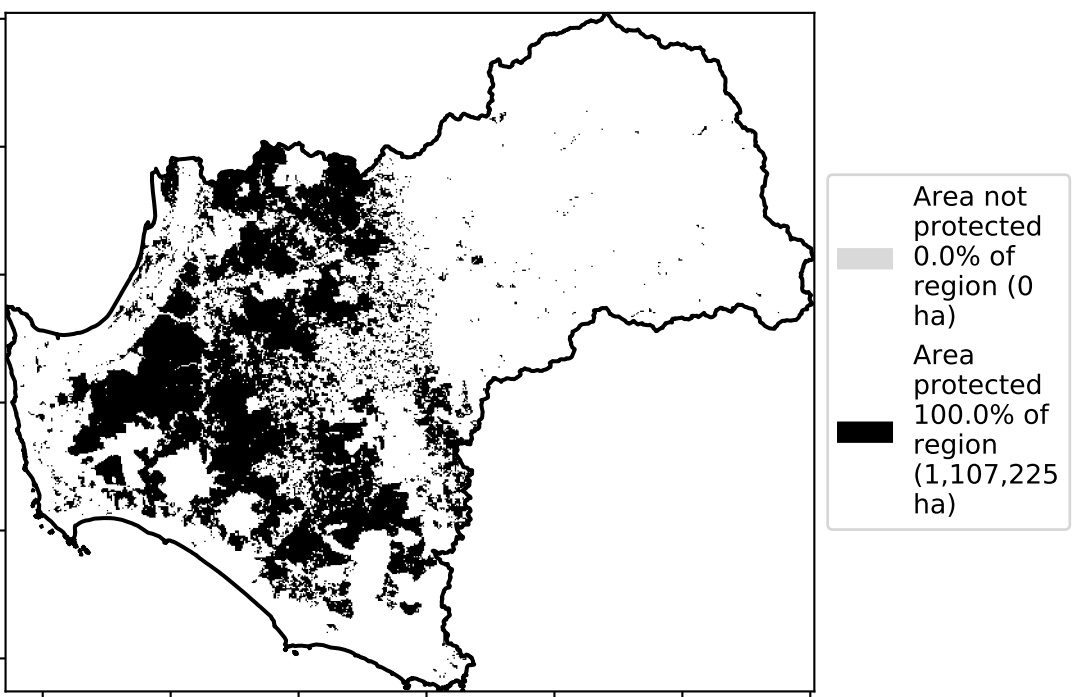 Area not
protected
0.0% of
region (0
ha)
Area
protected
100.0% of
region
(1,107,225
ha)